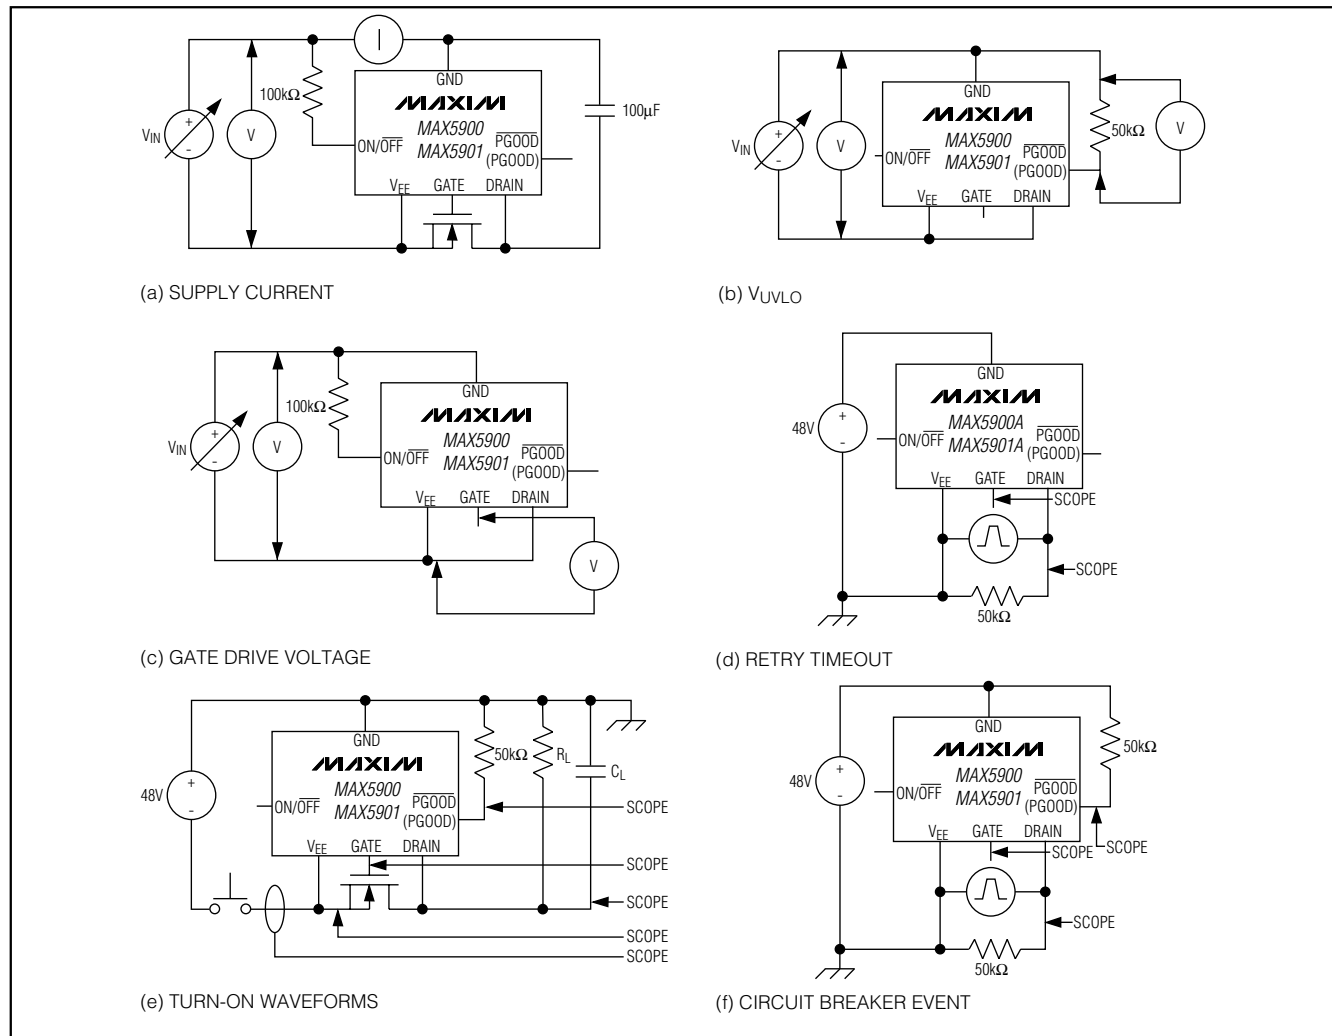 I
GND
100kΩ
MAXIM
100µF
MAX5900
VIN
+
-
V
PGOOD
ON/OFF
MAX5901
(PGOOD)
VEE
GATE
DRAIN
(a) SUPPLY CURRENT
GND
MAXIM
VIN
+
-
V
MAX5900
PGOOD
50kΩ
V
ON/OFF
MAX5901
(PGOOD)
VEE
GATE
DRAIN
(b) VUVLO
GND
100kΩ
MAXIM
VIN
+
-
V
MAX5900
PGOOD
ON/OFF
MAX5901
(PGOOD)
VEE
GATE
DRAIN
V
(c) GATE DRIVE VOLTAGE
GND
MAXIM
48V
+
-
MAX5900A
PGOOD
ON/OFF
MAX5901A
(PGOOD)
VEE
GATE
DRAIN
SCOPE
SCOPE
50kΩ
(d) RETRY TIMEOUT
GND
50kΩ
RL
CL
MAXIM
48V
+
-
MAX5900
PGOOD
ON/OFF
MAX5901
(PGOOD)
SCOPE
VEE
GATE
DRAIN
SCOPE
SCOPE
SCOPE
SCOPE
(e) TURN-ON WAVEFORMS
GND
50kΩ
MAXIM
48V
+
-
MAX5900
PGOOD
ON/OFF
MAX5901
(PGOOD)
VEE
GATE
DRAIN
SCOPE
SCOPE
SCOPE
50kΩ
(f) CIRCUIT BREAKER EVENT